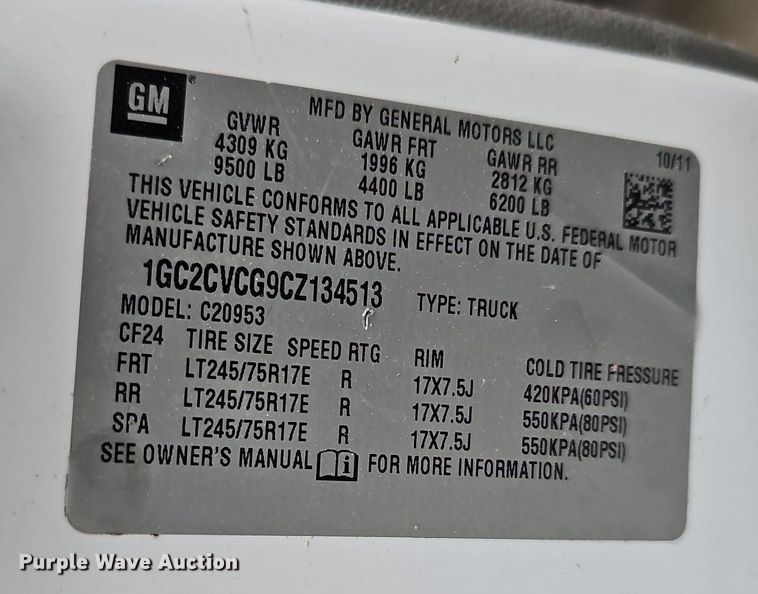 GM
MFD BY GENERAL MOTORS LLC
10/11
GVWR GAWR FRT GAWR RR
4309 KG 1996 KG 2812 KG
9500 LB 4400 LB 6200 LB
THIS VEHICLE CONFORMS TO ALL APPLICABLE U.S. FEDERAL MOTOR
VEHICLE SAFETY STANDARDS IN EFFECT ON THE DATE OF
MANUFACTURE SHOWN ABOVE.
1GC2CVCG9CZ134513 TYPE: TRUCK
MODEL: C20953
CF24 TIRE SIZE SPEED RTG RIM COLD TIRE PRESSURE
FRT LT245/75R17E R 17X7.5J 420KPA(60PSI)
RR LT245/75R17E R 17X7.5J 550KPA(80PSI)
SPA LT245/75R17E R 17X7.5J 550KPA(80PSI)
SEE OWNER'S MANUAL i FOR MORE INFORMATION.
Purple Wave Auction